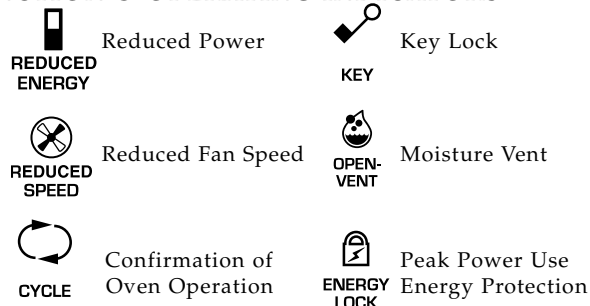 Reduced Power
REDUCED
ENERGY
Key Lock
KEY
Reduced Fan Speed
REDUCED
SPEED
Moisture Vent
OPEN-
VENT
Confirmation of
Oven Operation
CYCLE
Peak Power Use
Energy Protection
ENERGY
LOCK